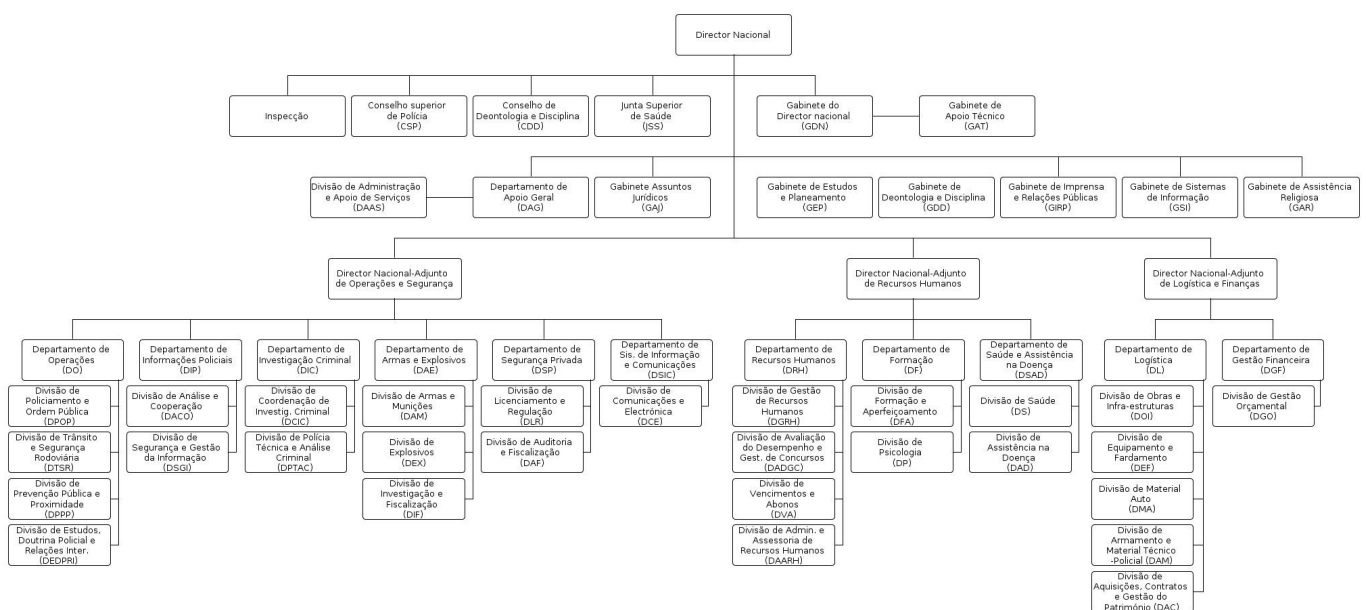 Director Nacional
Inspecção
Conselho superior
de Polícia
(CSP)
Conselho de
Deontologia e Disciplina
(CDD)
Junta Superior
de Saúde
(JSS)
Gabinete do
Director nacional
(GDN)
Gabinete de
Apoio Técnico
(GAT)
Divisão de Administração
e Apoio de Serviços
(DAAS)
Departamento de
Apoio Geral
(DAG)
Gabinete Assuntos
Jurídicos
(GAJ)
Gabinete de Estudos
e Planeamento
(GEP)
Gabinete de
Deontologia e Disciplina
(GDD)
Gabinete de Imprensa
e Relações Públicas
(GIRP)
Gabinete de Sistemas
de Informação
(GSI)
Gabinete de Assistência
Religiosa
(GAR)
Director Nacional-Adjunto
de Operações e Segurança
Director Nacional-Adjunto
de Recursos Humanos
Director Nacional-Adjunto
de Logística e Finanças
Departamento de
Operações
(DO)
Divisão de
Policiamento e
Ordem Pública
(DPOP)
Divisão de Trânsito
e Segurança
Rodoviária
(DTSR)
Divisão de
Prevenção Pública e
Proximidade
(DPPP)
Divisão de Estudos,
Doutrina Policial e
Relações Inter.
(DEDPRI)
Departamento de
Informações Policiais
(DIP)
Divisão de Análise e
Cooperação
(DACO)
Divisão de
Segurança e Gestão
da Informação
(DSGI)
Departamento de
Investigação Criminal
(DIC)
Divisão de
Coordenação de
Investig. Criminal
(DCIC)
Divisão de Polícia
Técnica e Análise
Criminal
(DPTAC)
Departamento de
Armas e Explosivos
(DAE)
Divisão de Armas e
Munições
(DAM)
Divisão de
Explosivos
(DEX)
Divisão de
Investigação e
Fiscalização
(DIF)
Departamento de
Segurança Privada
(DSP)
Divisão de
Licenciamento e
Regulação
(DLR)
Divisão de Auditoria
e Fiscalização
(DAF)
Departamento de
Sis. de Informação
e Comunicações
(DSIC)
Divisão de
Comunicações e
Electrónica
(DCE)
Departamento de
Recursos Humanos
(DRH)
Divisão de Gestão
de Recursos
Humanos
(DGRH)
Divisão de Avaliação
do Desempenho e
Gest. de Concursos
(DADGC)
Divisão de
Vencimentos e
Abonos
(DVA)
Divisão de Admin. e
Assessoria de
Recursos Humanos
(DAARH)
Departamento de
Formação
(DF)
Divisão de
Formação e
Aperfeiçoamento
(DFA)
Divisão de
Psicologia
(DP)
Departamento de
Saúde e Assistência
na Doença
(DSAD)
Divisão de Saúde
(DS)
Divisão de
Assistência na
Doença
(DAD)
Departamento de
Logística
(DL)
Divisão de Obras e
Infra-estruturas
(DOI)
Divisão de
Equipamento e
Fardamento
(DEF)
Divisão de Material
Auto
(DMA)
Divisão de
Armamento e
Material Técnico
-Policial (DAM)
Divisão de
Aquisições, Contratos
e Gestão do
Património (DAC)
Departamento de
Gestão Financeira
(DGF)
Divisão de Gestão
Orçamental
(DGO)